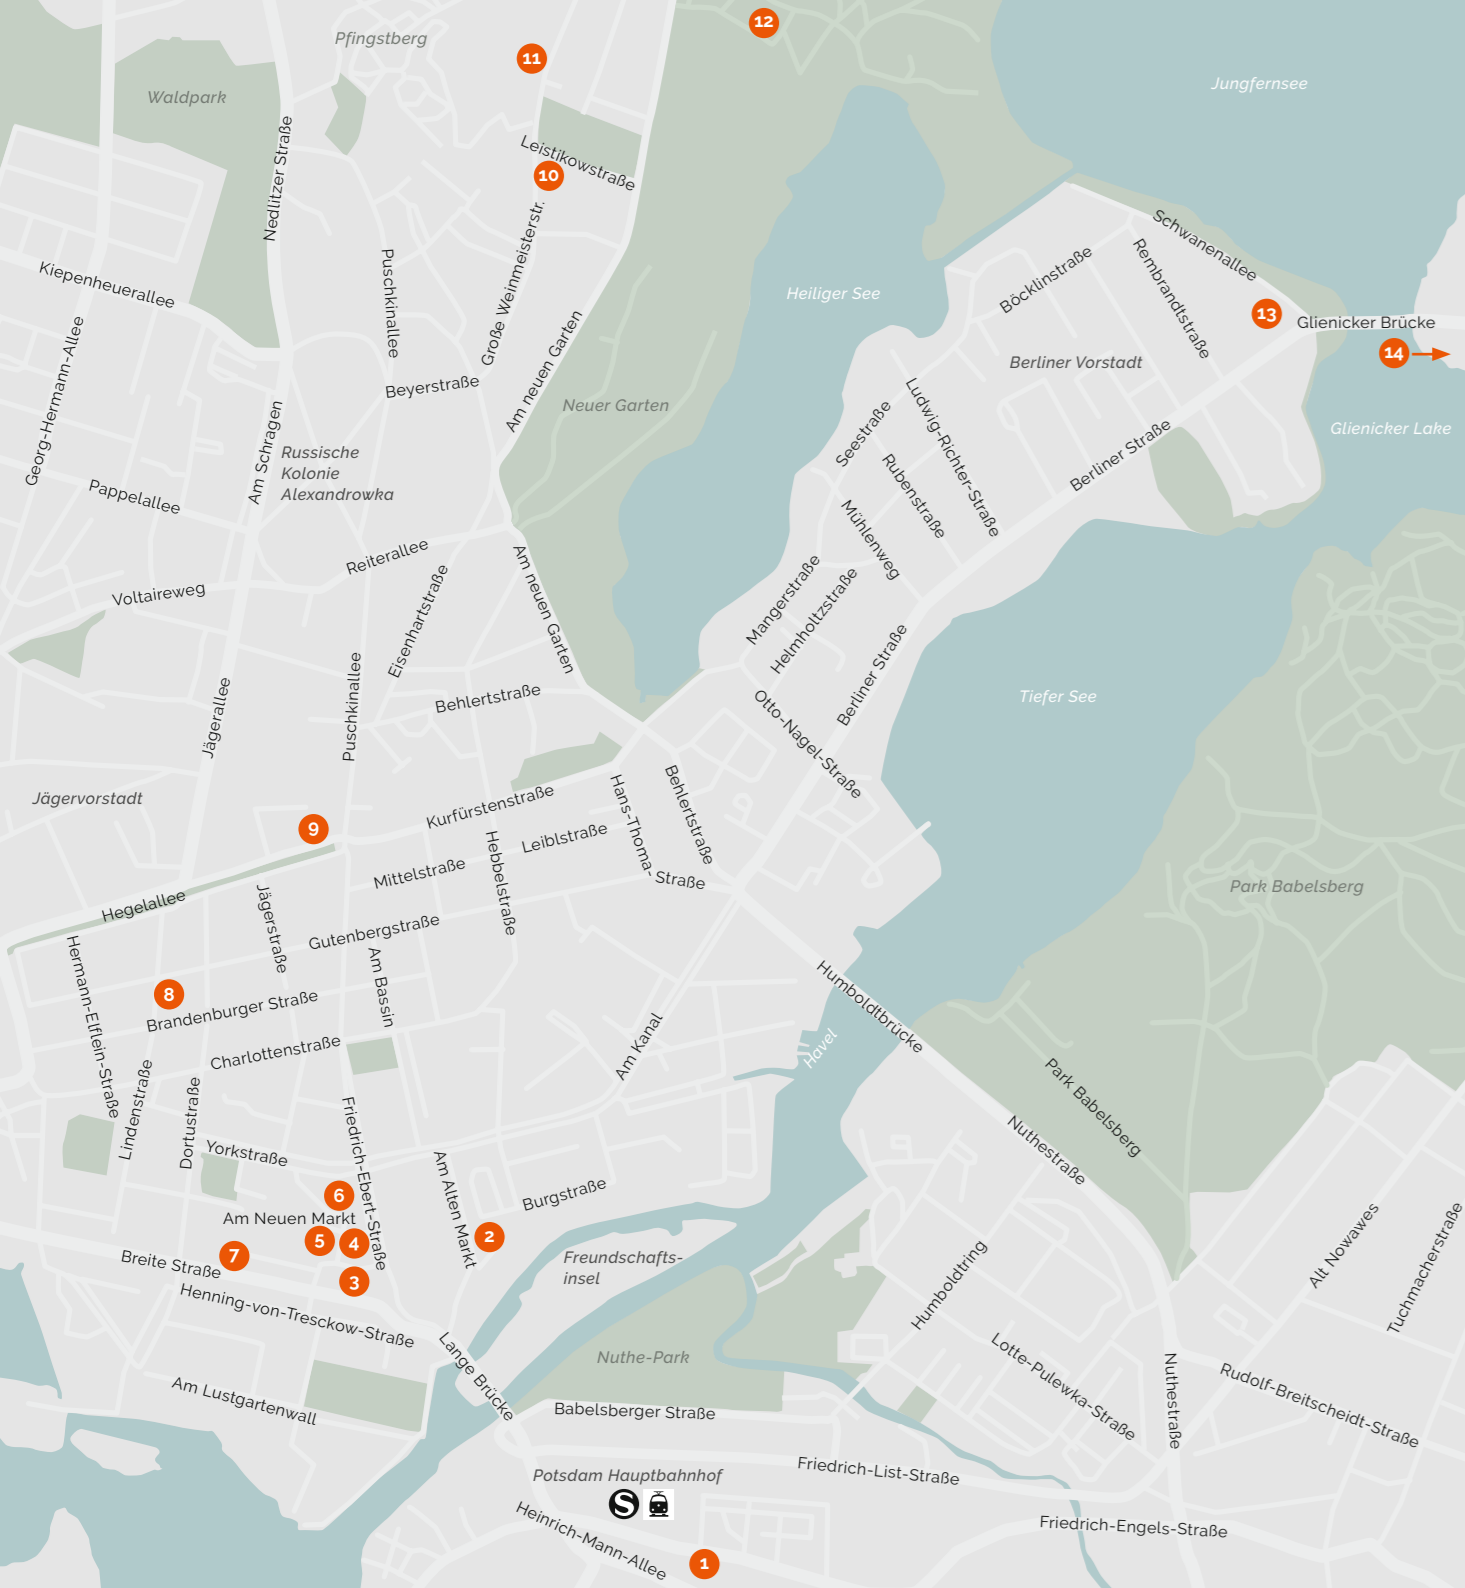 12
Pfingstberg
11
Jungfernsee
Waldpark
Leistikowstraße
10
Nedlitzer Straße
Schwanenallee
Rembrandtstraße
Böcklinstraße
Große Weinmeisterstr.
Puschkinallee
Kiepenheuerallee
Heiliger See
13
Glienicker Brücke
14
Berliner Vorstadt
Georg-Hermann-Allee
Beyerstraße
Am neuen Garten
Neuer Garten
Ludwig-Richter-Straße
Seestraße
Glienicker Lake
Berliner Straße
Am Schragen
Russische
Kolonie
Alexandrowka
Rubenstraße
Pappelallee
Mühlenweg
Reiterallee
Am neuen Garten
Voltaireweg
Eisenhartstraße
Mangerstraße
Helmholtzstraße
Berliner Straße
Puschkinallee
Jägerallee
Behlertstraße
Otto-Nagel-Straße
Tiefer See
Jägervorstadt
Kurfürstenstraße
Hans-Thoma-Straße
Behlertstraße
9
Leiblstraße
Hebbelstraße
Mittelstraße
Park Babelsberg
Hegelallee
Jägerstraße
Gutenbergstraße
Hermann-Elflein-Straße
Am Bassin
8
Brandenburger Straße
Humboldtbrücke
Charlottenstraße
Am Kanal
Havel
Lindenstraße
Dortustraße
Park Babelsberg
Friedrich-Ebert-Straße
Nuthestraße
Yorkstraße
Am Alten Markt
6
Burgstraße
Am Neuen Markt
5
4
2
7
3
Breite Straße
Freundschafts-
insel
Humboldtring
Alt Nowawes
Tuchmacherstraße
Henning-von-Tresckow-Straße
Lange Brücke
Nuthe-Park
Lotte-Pulewka-Straße
Nuthestraße
Rudolf-Breitscheidt-Straße
Am Lustgartenwall
Babelsberger Straße
Potsdam Hauptbahnhof
S
Friedrich-List-Straße
Heinrich-Mann-Allee
Friedrich-Engels-Straße
1